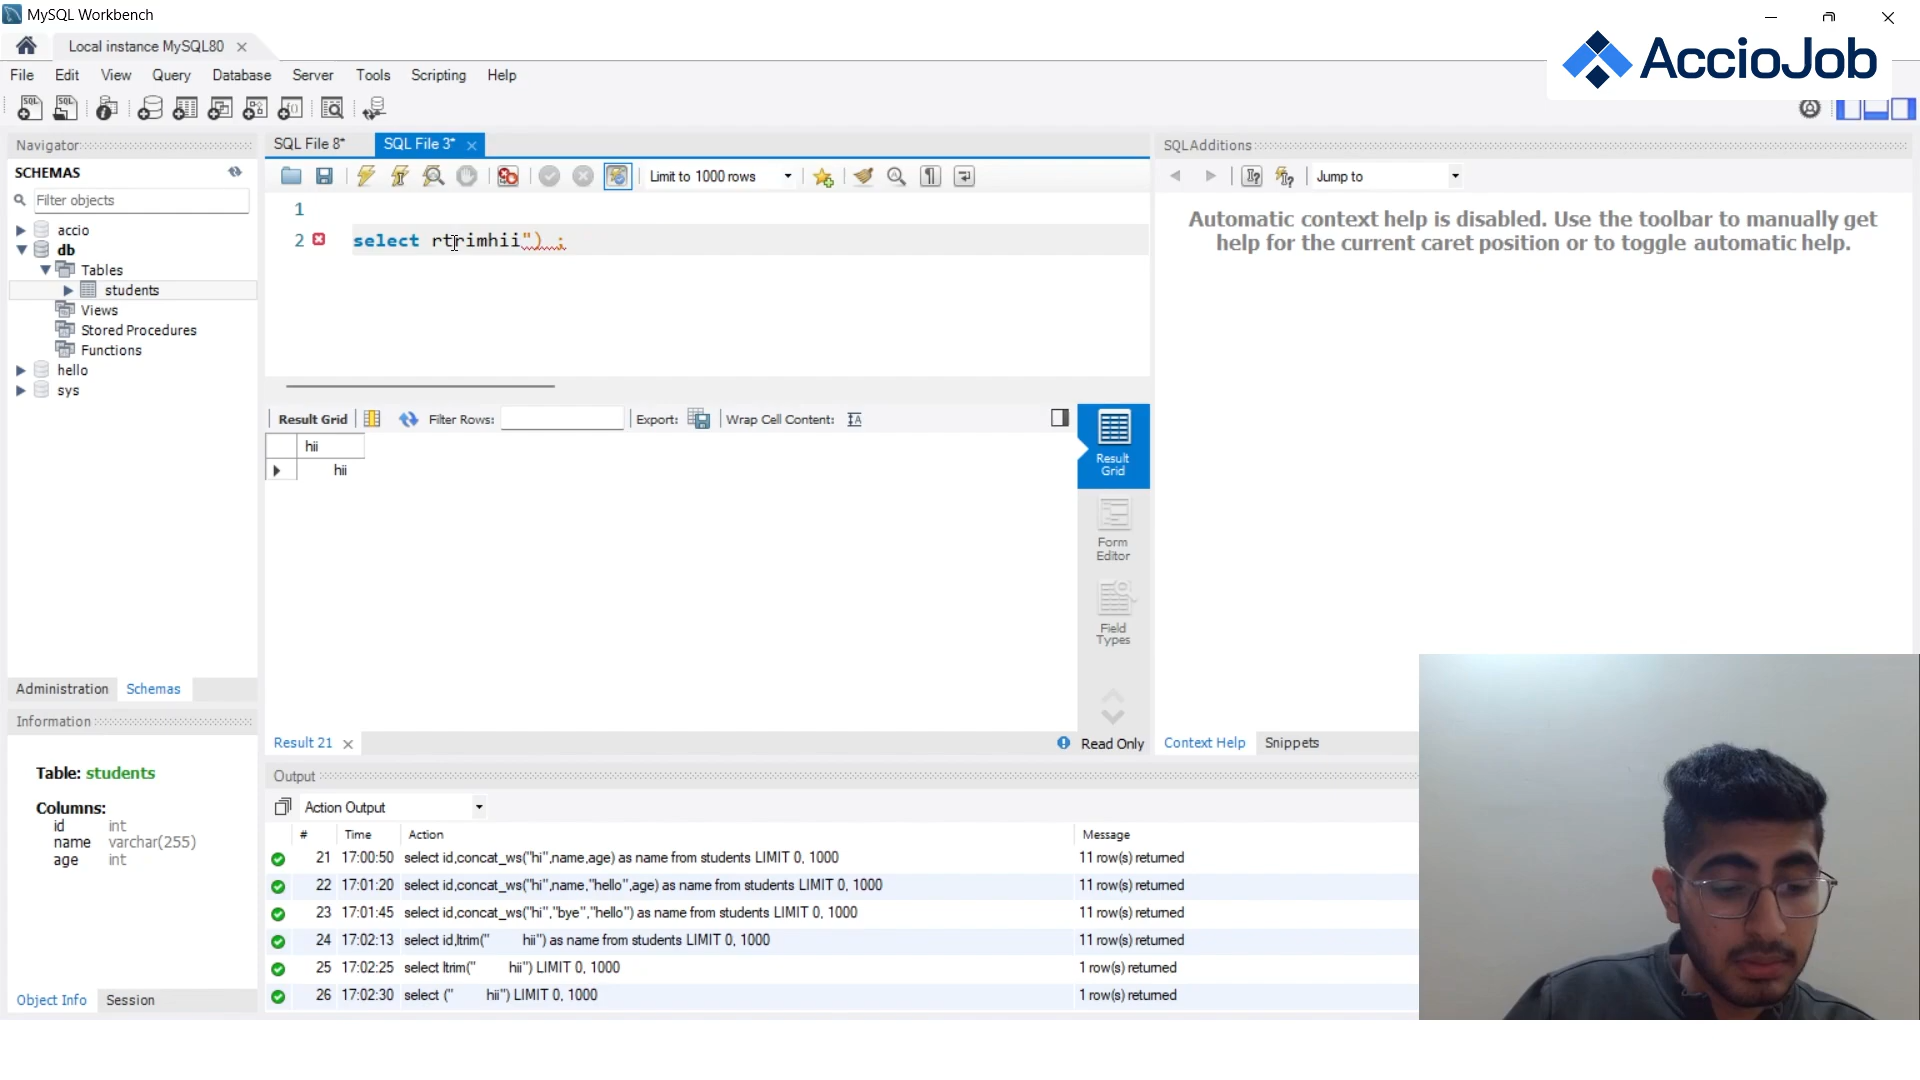 MySQL Workbench
Local instance MySQL80
AccioJob
File Edit View Query Database Server Tools Scripting Help
Navigator
SCHEMAS
Filter objects
accio
db
Tables
students
Views
Stored Procedures
Functions
hello
sys
Administration Schemas
Information
Table: students
Columns:
id int
name varchar(255)
age int
Object Info Session
SQL File 8* SQL File 3*
Limit to 1000 rows
1
2 select rtrimhii") ;
Result Grid Filter Rows: Export: Wrap Cell Content:
hii
hii
Result Grid
Form Editor
Field Types
Result 21 Read Only
SQLAdditions
Jump to
Automatic context help is disabled. Use the toolbar to manually get
help for the current caret position or to toggle automatic help.
Context Help Snippets
Output
Action Output
# Time Action Message
21 17:00:50 select id,concat_ws("hi",name,age) as name from students LIMIT 0, 1000 11 row(s) returned
22 17:01:20 select id,concat_ws("hi",name,"hello",age) as name from students LIMIT 0, 1000 11 row(s) returned
23 17:01:45 select id,concat_ws("hi","bye","hello") as name from students LIMIT 0, 1000 11 row(s) returned
24 17:02:13 select id,ltrim(" hii") as name from students LIMIT 0, 1000 11 row(s) returned
25 17:02:25 select ltrim(" hii") LIMIT 0, 1000 1 row(s) returned
26 17:02:30 select (" hii") LIMIT 0, 1000 1 row(s) returned